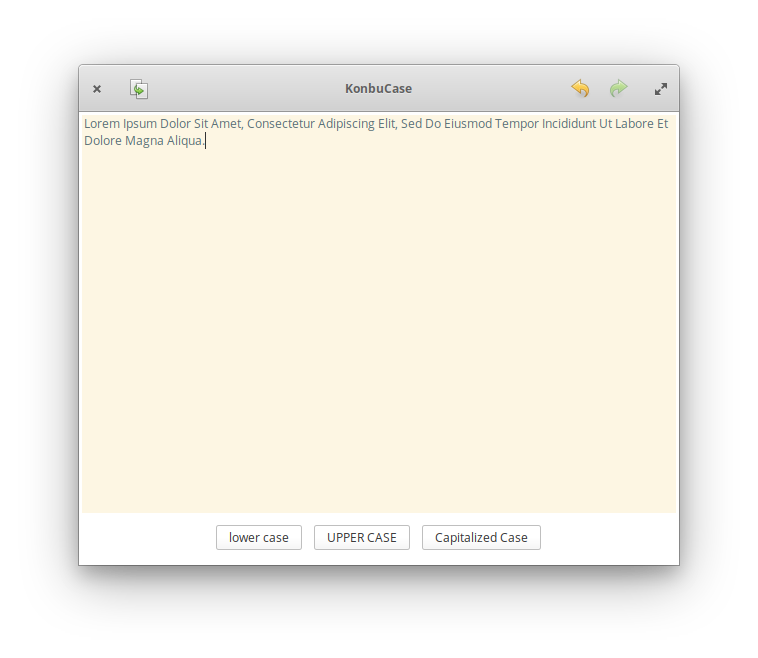 KonbuCase
Lorem Ipsum Dolor Sit Amet, Consectetur Adipiscing Elit, Sed Do Eiusmod Tempor Incididunt Ut Labore Et
Dolore Magna Aliqua.
lower case
UPPER CASE
Capitalized Case